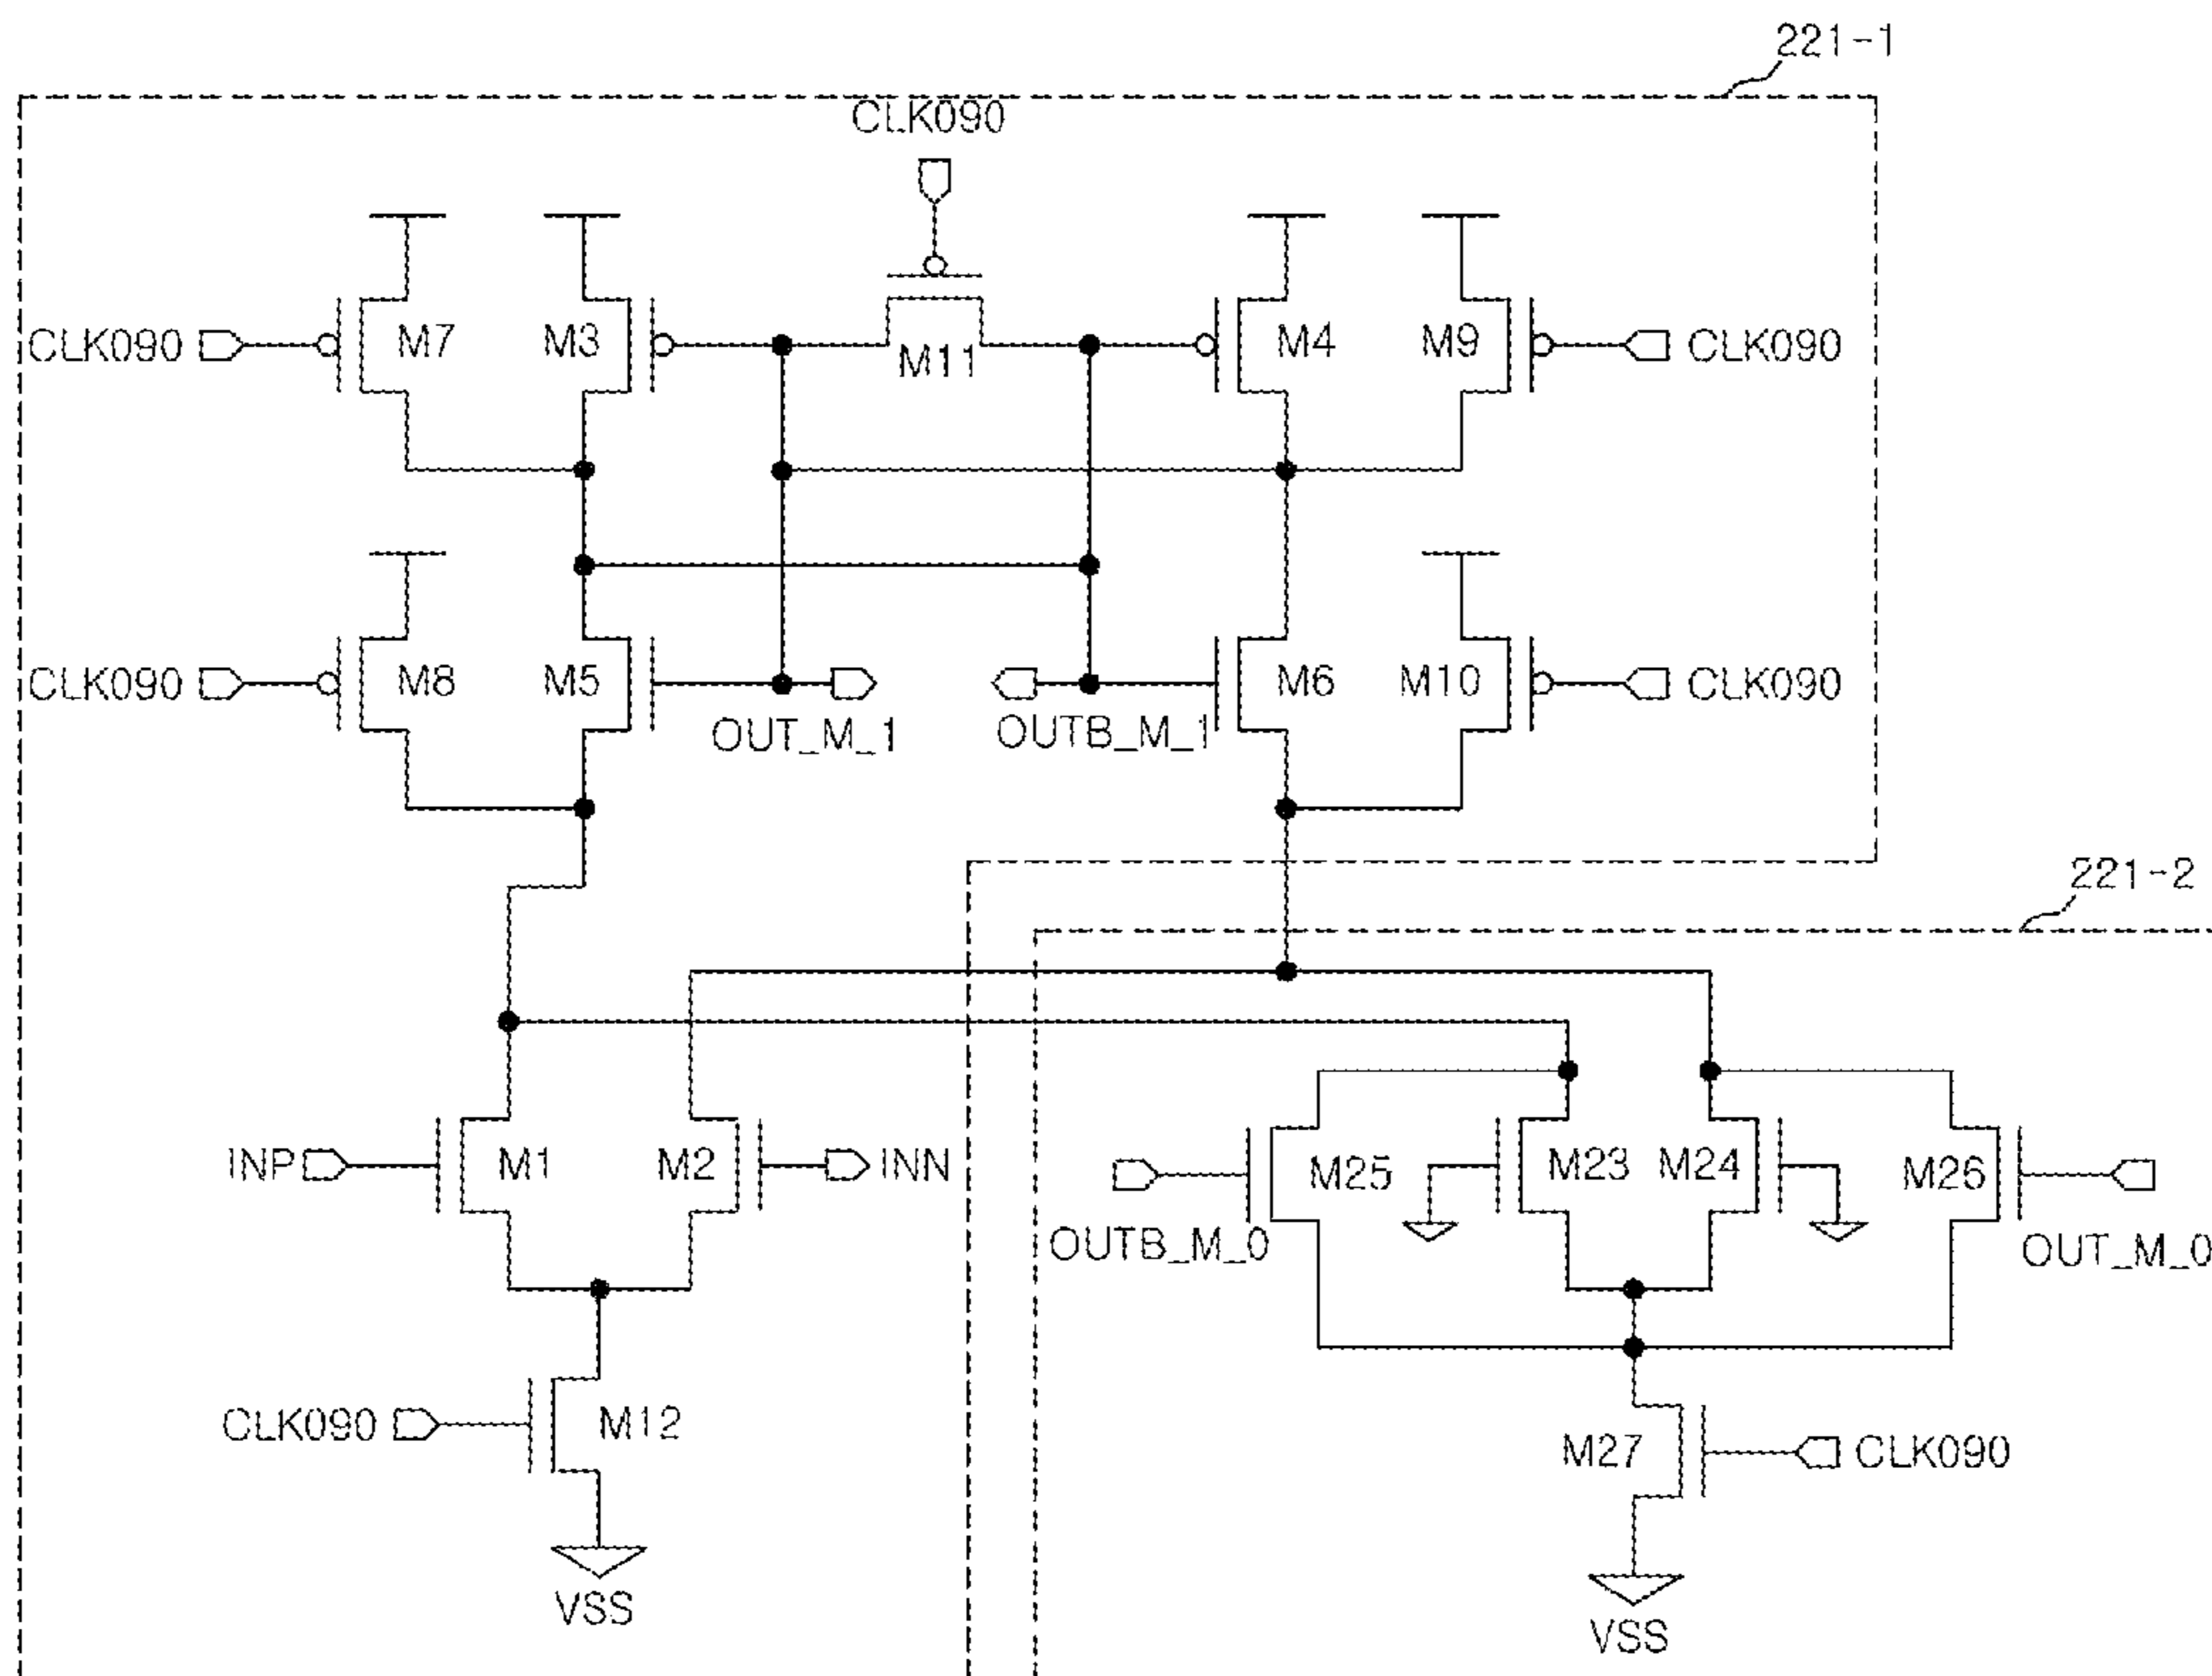 221-1
CLK090
CLK090 M7 M3 M11 M4 M9 CLK090
CLK090 M8 M5 M6 M10 CLK090
OUT_M_1 OUTB_M_1
221-2
INP M1 M2 INN M25 M23 M24 M26
OUTB_M_0 OUT_M_0
CLK090 M12 M27 CLK090
VSS
VSS